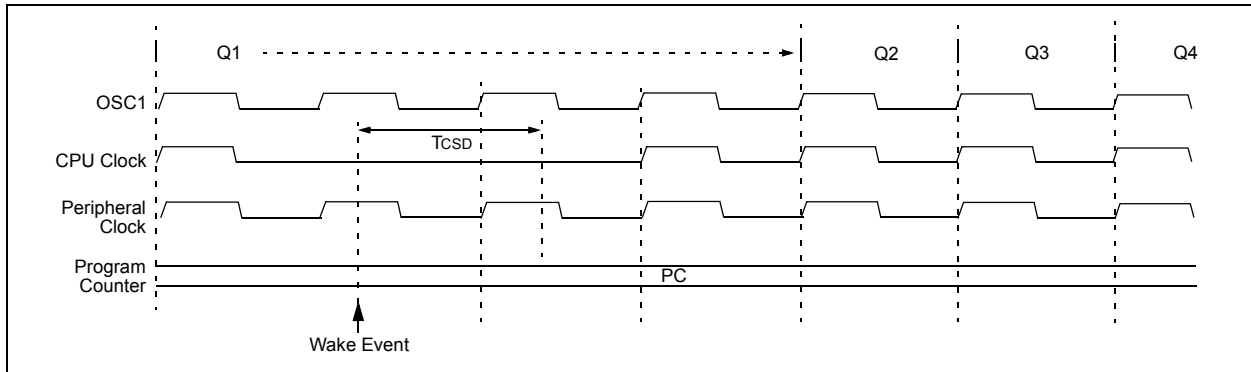 Q1
Q2
Q3
Q4
OSC1
TCSD
CPU Clock
Peripheral
Clock
Program
Counter
PC
Wake Event